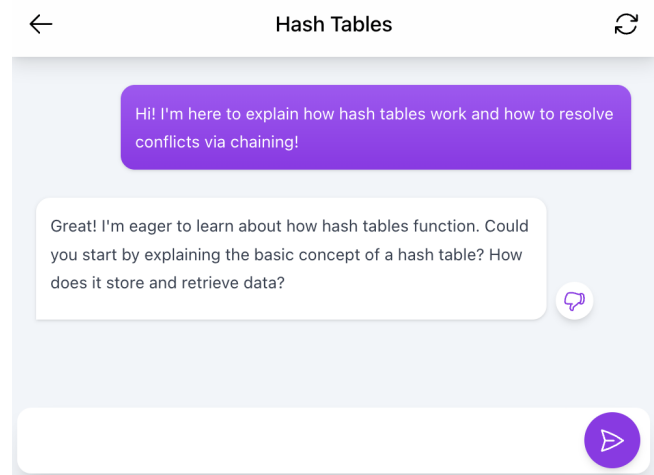 Hash Tables
Hi! I'm here to explain how hash tables work and how to resolve
conflicts via chaining!
Great! I'm eager to learn about how hash tables function. Could
you start by explaining the basic concept of a hash table? How
does it store and retrieve data?